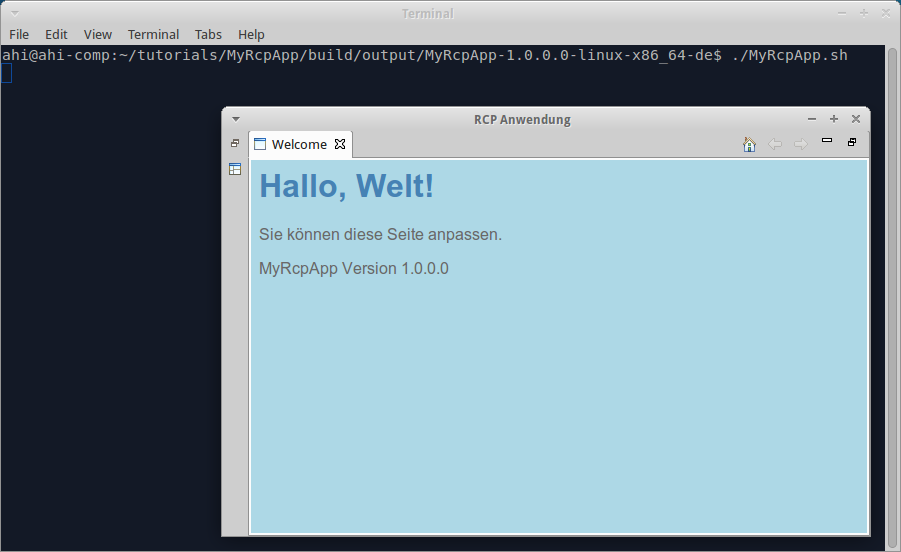 Terminal
File Edit View Terminal Tabs Help
ahi@ahi-comp:~/tutorials/MyRcpApp/build/output/MyRcpApp-1.0.0.0-linux-x86_64-de$ ./MyRcpApp.sh
RCP Anwendung
Welcome
Hallo, Welt!
Sie können diese Seite anpassen.
MyRcpApp Version 1.0.0.0